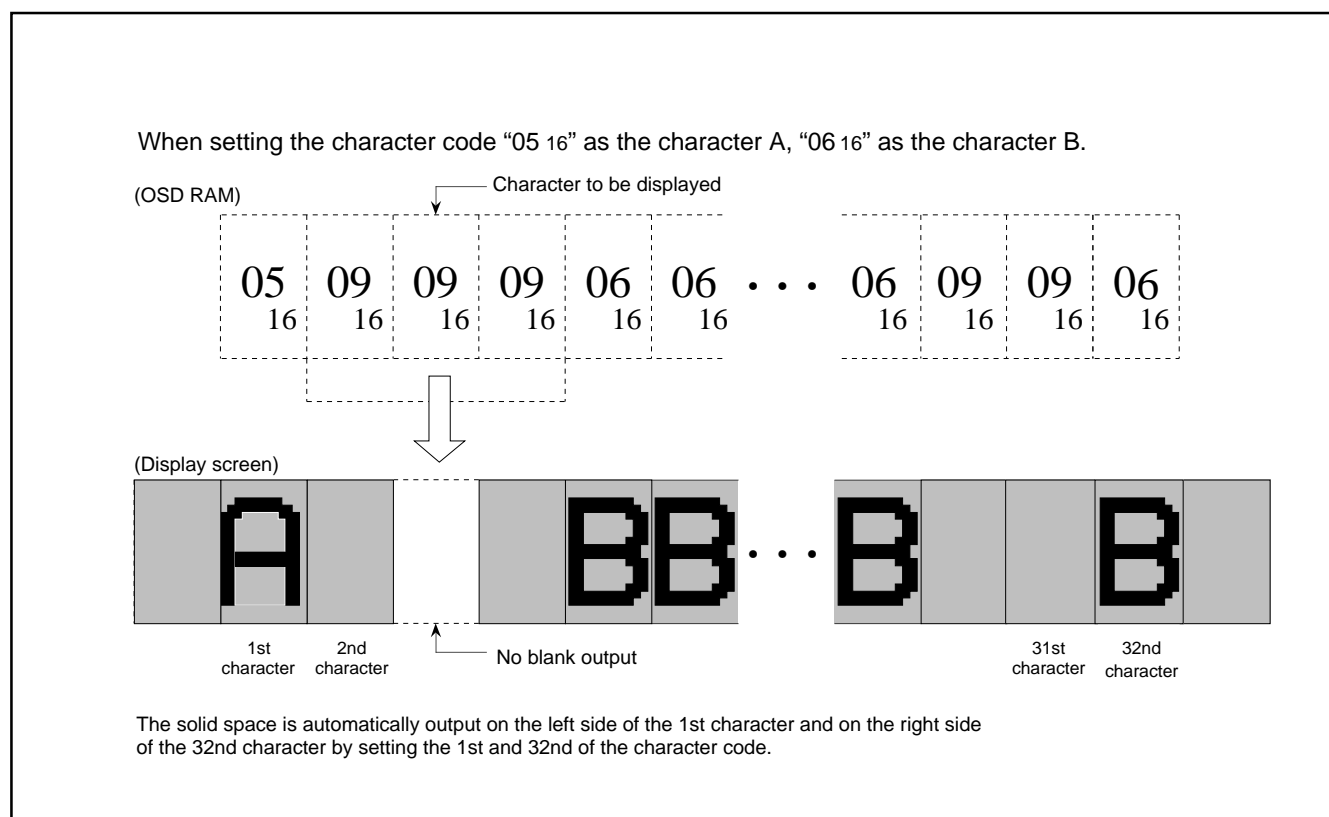 When setting the character code “05 16” as the character A, “06 16” as the character B.
(OSD RAM)
Character to be displayed
05 09 09 09 06 06 • • • 06 09 09 06
16 16 16 16 16 16 16 16 16 16
(Display screen)
A B B • • • B B
1st character 2nd character No blank output 31st character 32nd character
The solid space is automatically output on the left side of the 1st character and on the right side
of the 32nd character by setting the 1st and 32nd of the character code.